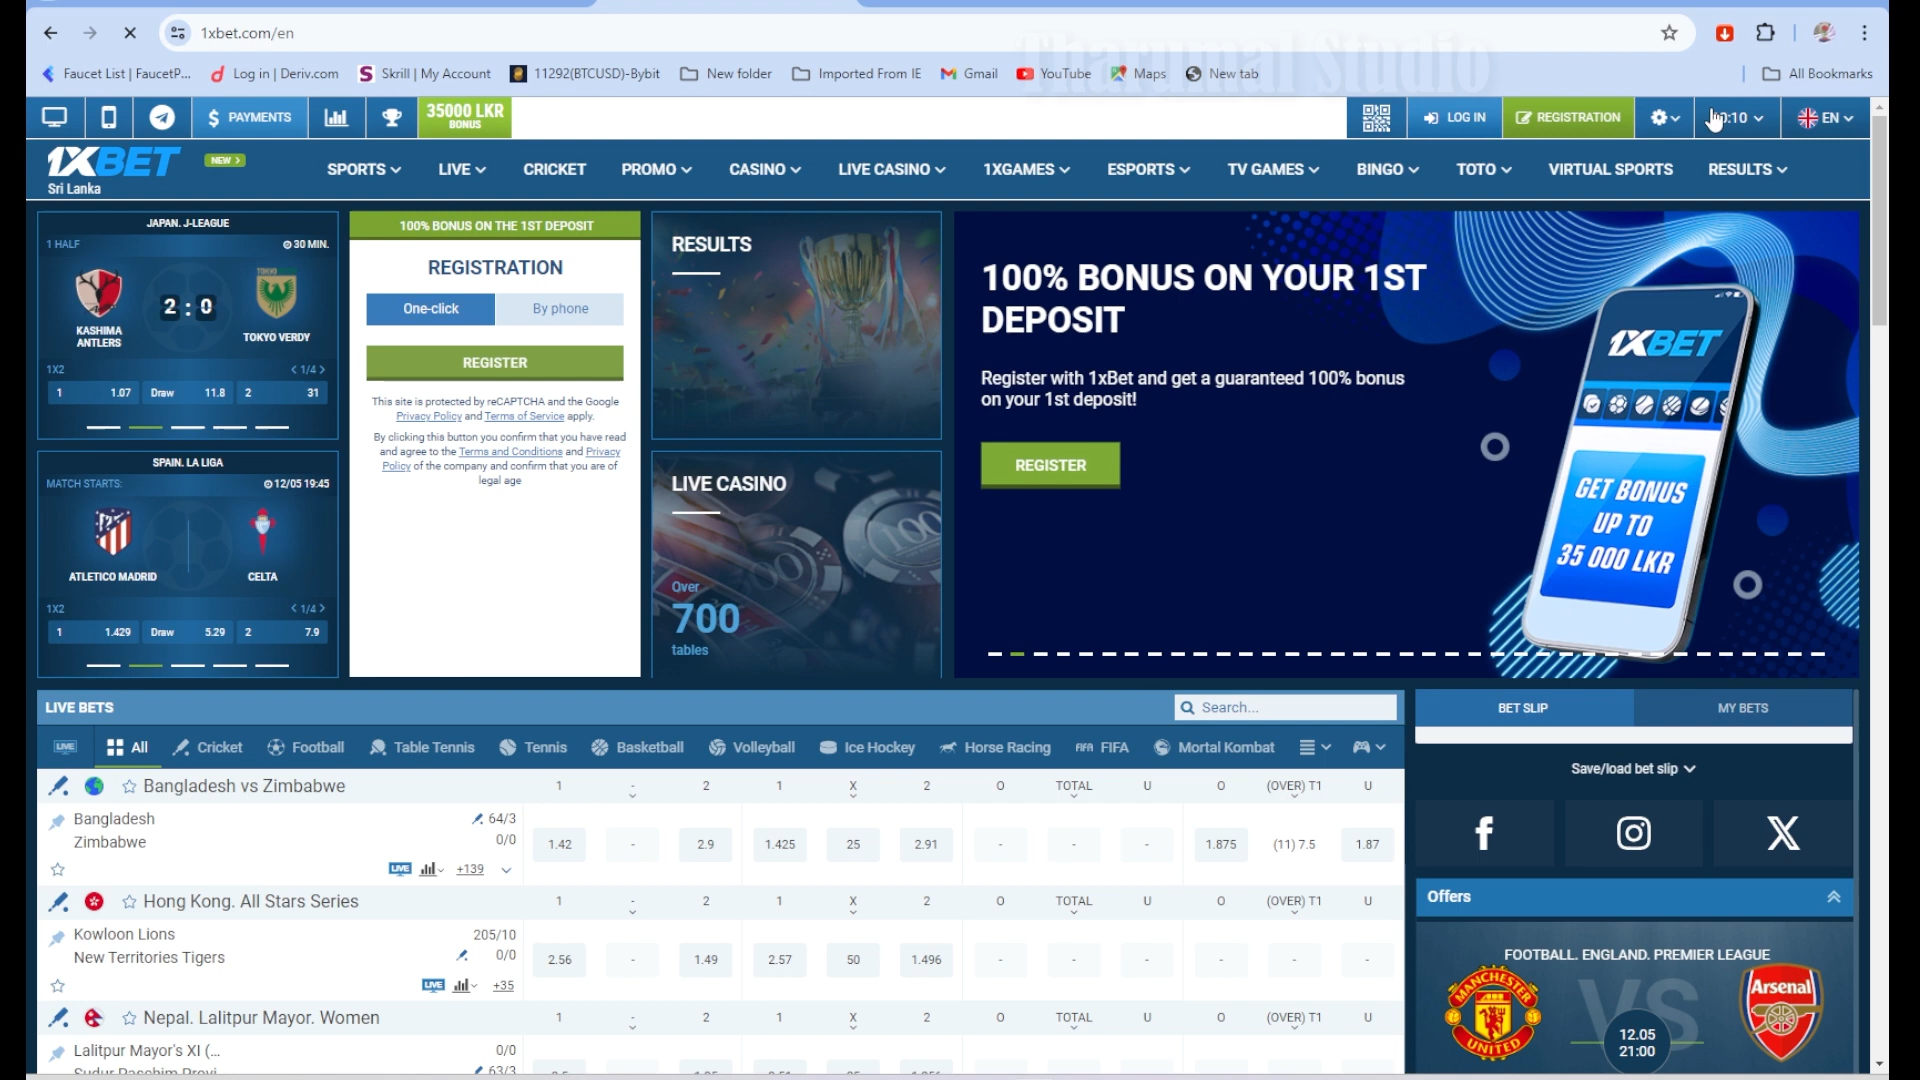 1xbet.com/en
Tharumal Studio
Faucet List | FaucetP...
Log in | Deriv.com
Skrill | My Account
11292(BTCUSD)-Bybit
New folder
Imported From IE
Gmail
YouTube
Maps
New tab
All Bookmarks
$ PAYMENTS
35000 LKR
BONUS
LOG IN
REGISTRATION
:10
EN
1XBET
NEW >
Sri Lanka
SPORTS
LIVE
CRICKET
PROMO
CASINO
LIVE CASINO
1XGAMES
ESPORTS
TV GAMES
BINGO
TOTO
VIRTUAL SPORTS
RESULTS
JAPAN. J-LEAGUE
1 HALF
30 MIN.
TOKYO
2 : 0
KASHIMA
ANTLERS
TOKYO VERDY
1X2
< 1/4 >
1 1.07 Draw 11.8 2 31
SPAIN. LA LIGA
MATCH STARTS:
12/05 19:45
ATLETICO MADRID
CELTA
1X2
< 1/4 >
1 1.429 Draw 5.29 2 7.9
100% BONUS ON THE 1ST DEPOSIT
REGISTRATION
One-click
By phone
REGISTER
This site is protected by reCAPTCHA and the Google
Privacy Policy and Terms of Service apply.
By clicking this button you confirm that you have read
and agree to the Terms and Conditions and Privacy
Policy of the company and confirm that you are of
legal age
RESULTS
LIVE CASINO
100
Over
700
tables
100% BONUS ON YOUR 1ST
DEPOSIT
Register with 1xBet and get a guaranteed 100% bonus
on your 1st deposit!
REGISTER
1XBET
GET BONUS
UP TO
35 000 LKR
LIVE BETS
Search...
LIVE
All
Cricket
Football
Table Tennis
Tennis
Basketball
Volleyball
Ice Hockey
Horse Racing
FIFA FIFA
Mortal Kombat
Bangladesh vs Zimbabwe 1 - 2 1 X 2 O TOTAL U O (OVER) T1 U
Bangladesh 64/3
Zimbabwe 0/0
1.42 - 2.9 1.425 25 2.91 - - - 1.875 (11) 7.5 1.87
LIVE +139
Hong Kong. All Stars Series 1 - 2 1 X 2 O TOTAL U O (OVER) T1 U
Kowloon Lions 205/10
New Territories Tigers 0/0
2.56 - 1.49 2.57 50 1.496 - - - - - -
LIVE +35
Nepal. Lalitpur Mayor. Women 1 - 2 1 X 2 O TOTAL U O (OVER) T1 U
Lalitpur Mayor's XI (... 0/0
63/3
BET SLIP
MY BETS
Save/load bet slip
Offers
FOOTBALL. ENGLAND. PREMIER LEAGUE
MANCHESTER
UNITED
VS
Arsenal
12.05
21:00